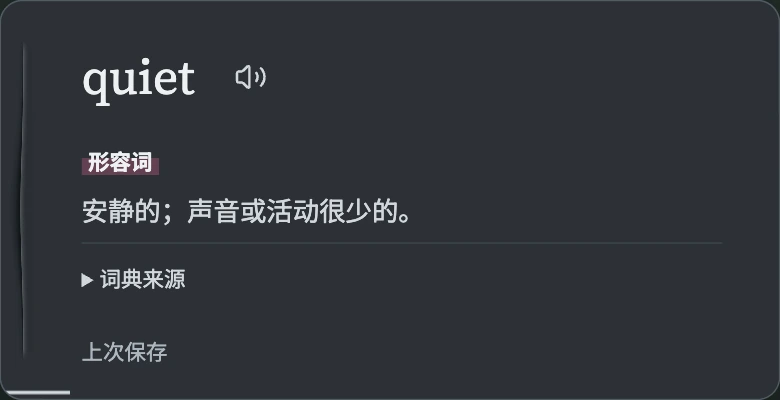 quiet
形容词
安静的；声音或活动很少的。
词典来源
上次保存